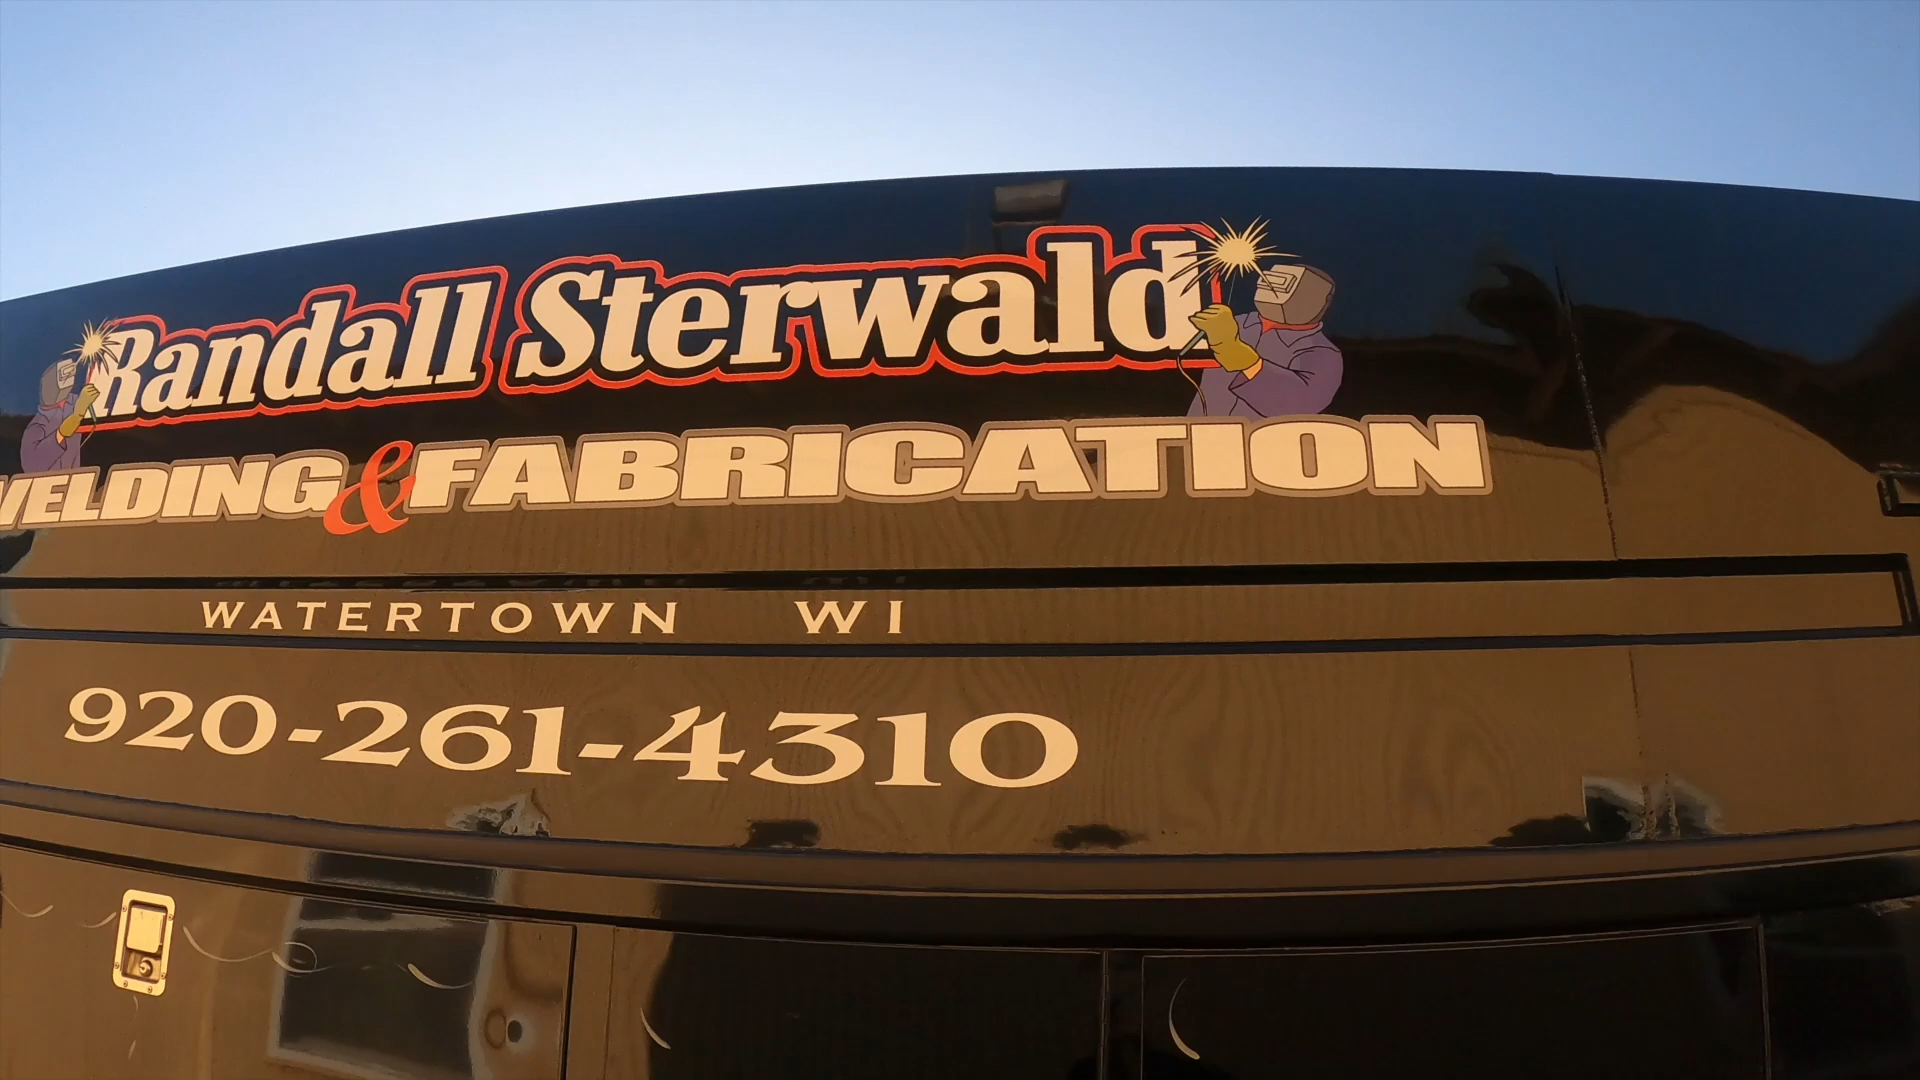 Randall Sterwald
WELDING & FABRICATION
WATERTOWN WI
920-261-4310